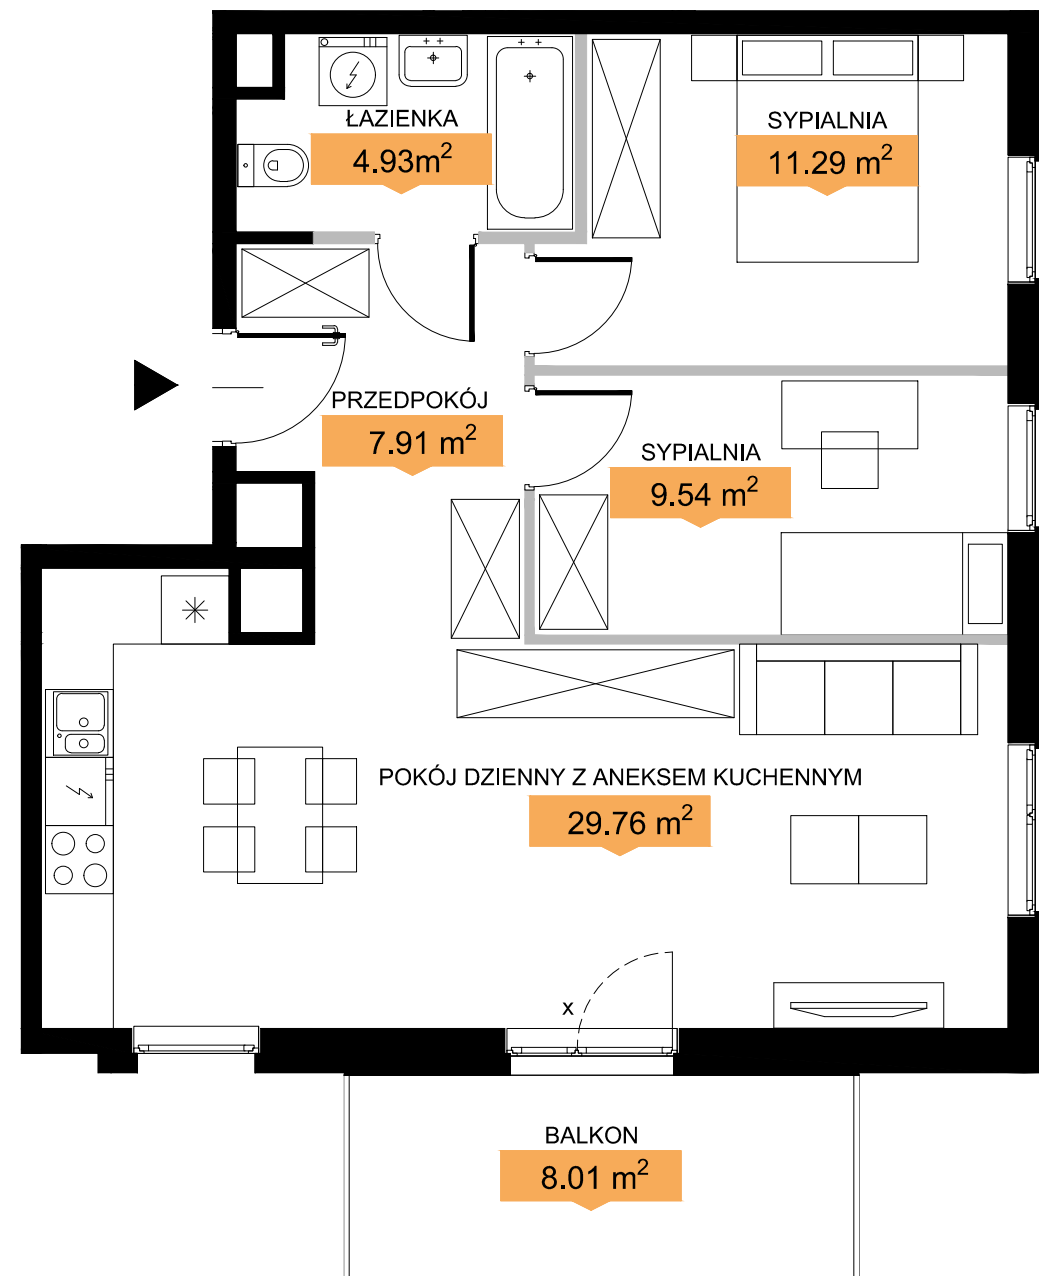 ŁAZIENKA
4.93m²
SYPIALNIA
11.29 m²
PRZEDPOKÓJ
7.91 m²
SYPIALNIA
9.54 m²
POKÓJ DZIENNY Z ANEKSEM KUCHENNYM
29.76 m²
x
BALKON
8.01 m²